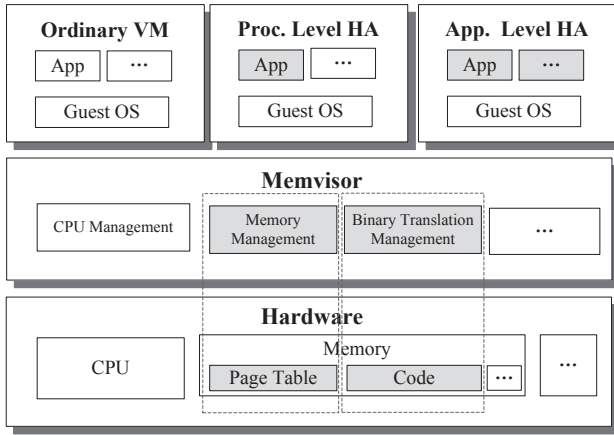 Ordinary VM
App ...
Guest OS
Proc. Level HA
App ...
Guest OS
App. Level HA
App ...
Guest OS
Memvisor
CPU Management
Memory
Management
Binary Translation
Management
...
Hardware
CPU
Memory
Page Table
Code
...
...